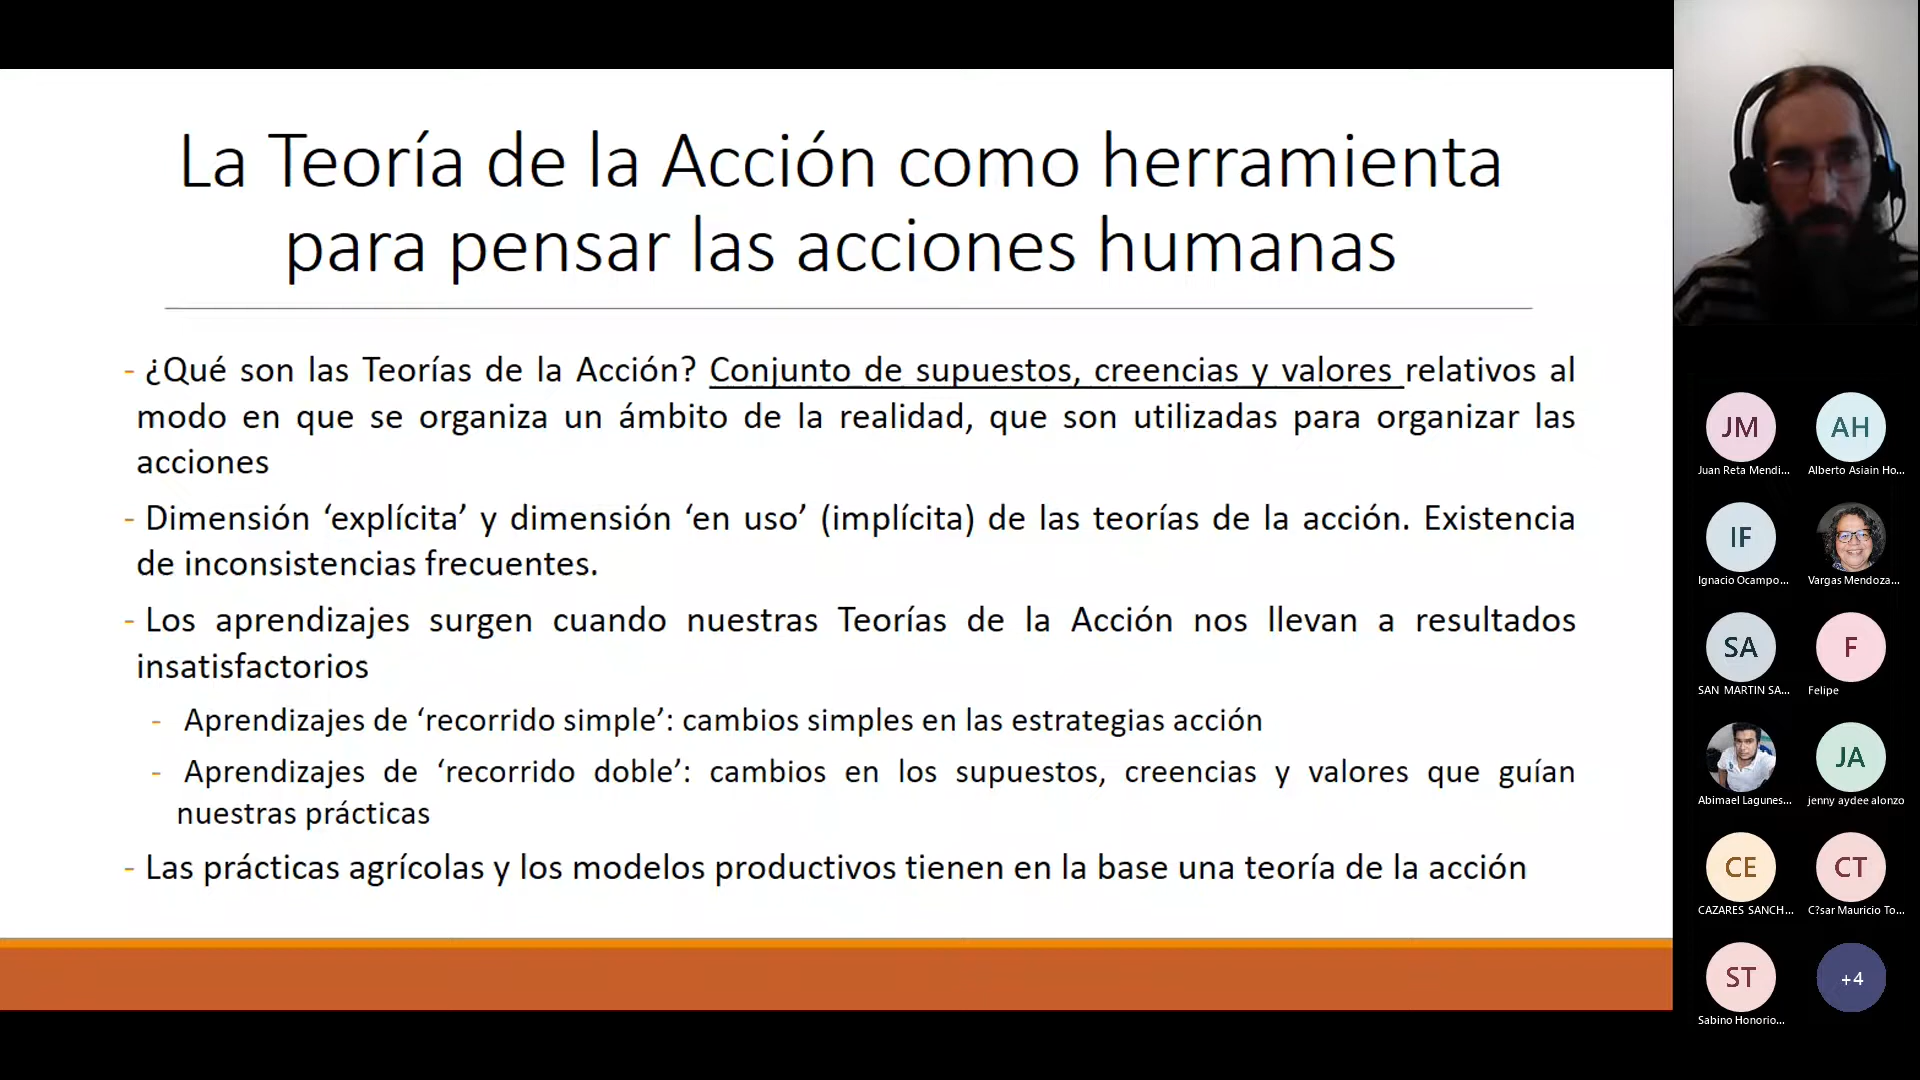 La Teoría de la Acción como herramienta
para pensar las acciones humanas
- ¿Qué son las Teorías de la Acción? Conjunto de supuestos, creencias y valores relativos al
modo en que se organiza un ámbito de la realidad, que son utilizadas para organizar las
acciones
- Dimensión ‘explícita’ y dimensión ‘en uso’ (implícita) de las teorías de la acción. Existencia
de inconsistencias frecuentes.
- Los aprendizajes surgen cuando nuestras Teorías de la Acción nos llevan a resultados
insatisfactorios
- Aprendizajes de ‘recorrido simple’: cambios simples en las estrategias acción
- Aprendizajes de ‘recorrido doble’: cambios en los supuestos, creencias y valores que guían
nuestras prácticas
- Las prácticas agrícolas y los modelos productivos tienen en la base una teoría de la acción
JM AH
Juan Reta Mendi... Alberto Asiain Ho...
IF
Ignacio Ocampo... Vargas Mendoza...
SA F
SAN MARTIN SA... Felipe
JA
Abimael Lagunes... jenny aydee alonzo
CE CT
CAZARES SANCH... C?sar Mauricio To...
ST +4
Sabino Honorio...